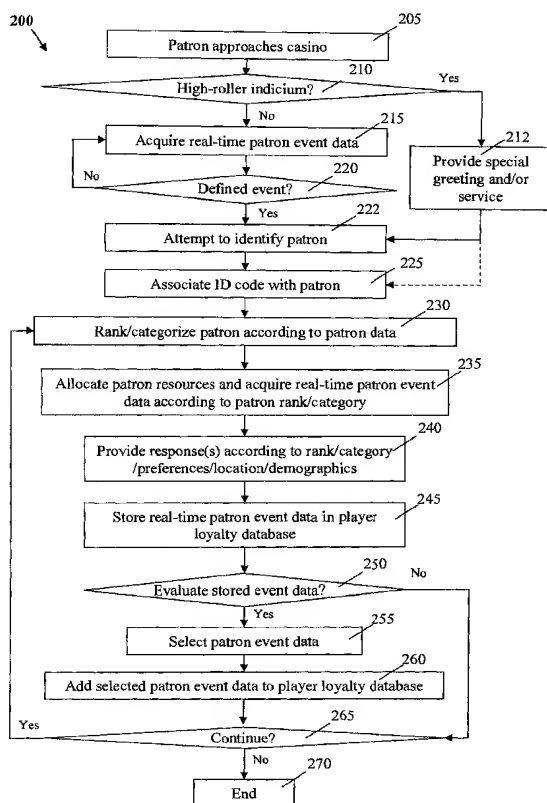 200
205
Patron approaches casino
210
High-roller indicium?
Yes
No
215
Acquire real-time patron event data
212
Provide special
greeting and/or
service
No
220
Defined event?
Yes
222
Attempt to identify patron
225
Associate ID code with patron
230
Rank/categorize patron according to patron data
235
Allocate patron resources and acquire real-time patron event
data according to patron rank/category
240
Provide response(s) according to rank/category
/preferences/location/demographics
245
Store real-time patron event data in player
loyalty database
250
No
Evaluate stored event data?
Yes
255
Select patron event data
260
Add selected patron event data to player loyalty database
Yes
265
Continue?
No
270
End